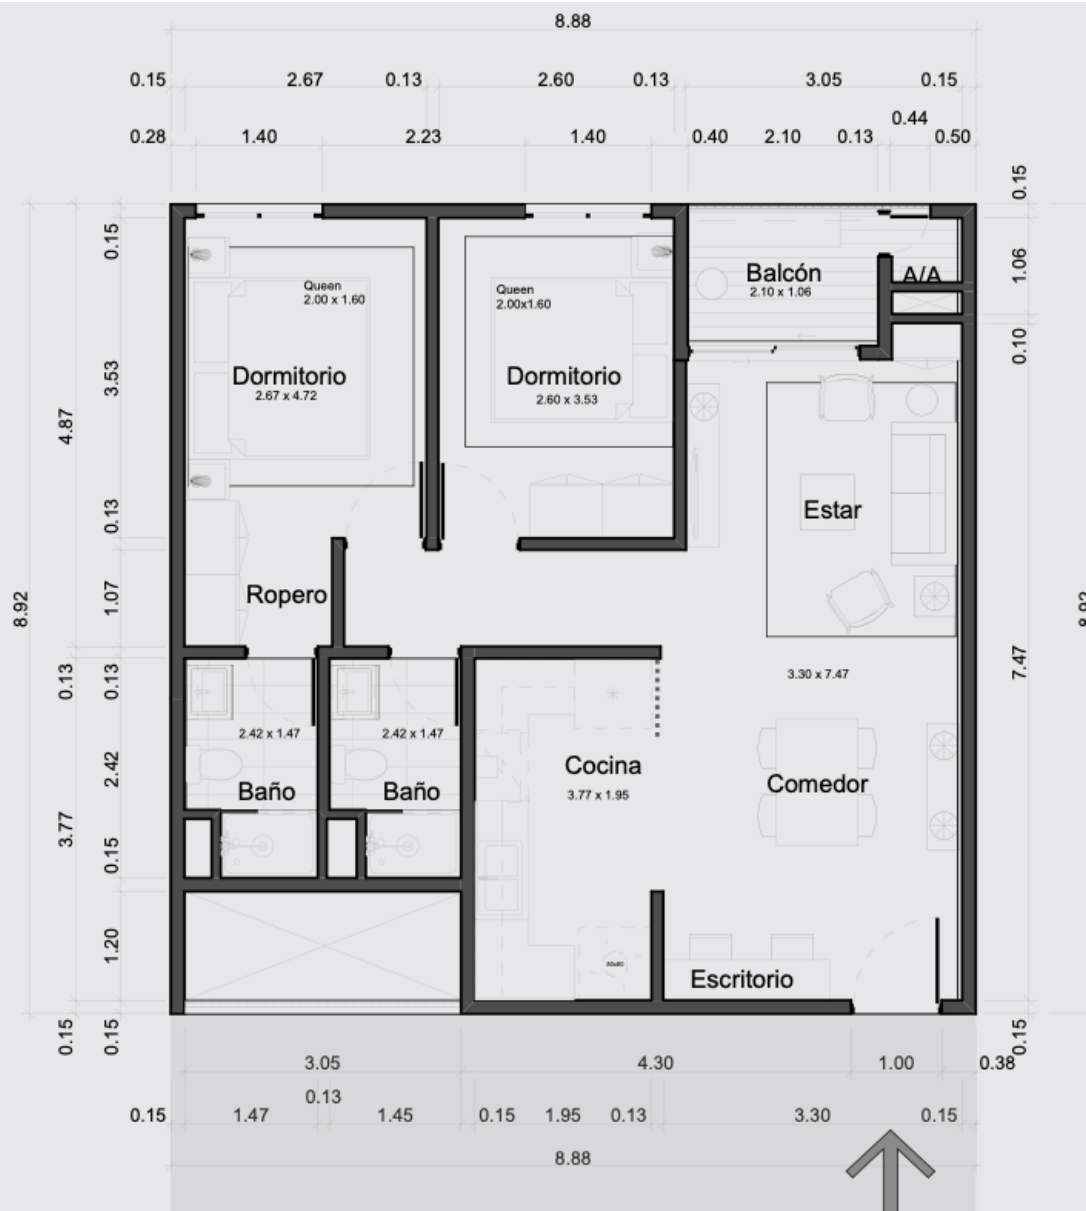 8.88
0.15 2.67 0.13 2.60 0.13 3.05 0.15
0.44
0.28 1.40 2.23 1.40 0.40 2.10 0.13 0.50
0.15
0.15
Balcón
2.10 x 1.06
A/A
1.06
Queen
2.00 x 1.60
Queen
2.00x1.60
0.10
Dormitorio
2.67 x 4.72
Dormitorio
2.60 x 3.53
3.53
4.87
Estar
0.13
Ropero
1.07
8.92
8.92
3.30 x 7.47
7.47
0.13
0.13
2.42 x 1.47
2.42 x 1.47
Cocina
3.77 x 1.95
Comedor
2.42
Baño
Baño
3.77
0.15
1.20
Escritorio
0.15
0.15
0.15
3.05 4.30 1.00 0.38
0.13
0.15 1.47 1.45 0.15 1.95 0.13 3.30 0.15
8.88